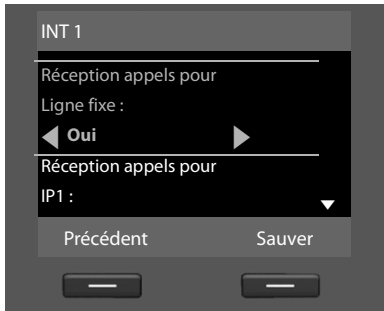 INT 1
Réception appels pour
Ligne fixe :
Oui
Réception appels pour
IP1 :
Précédent
Sauver